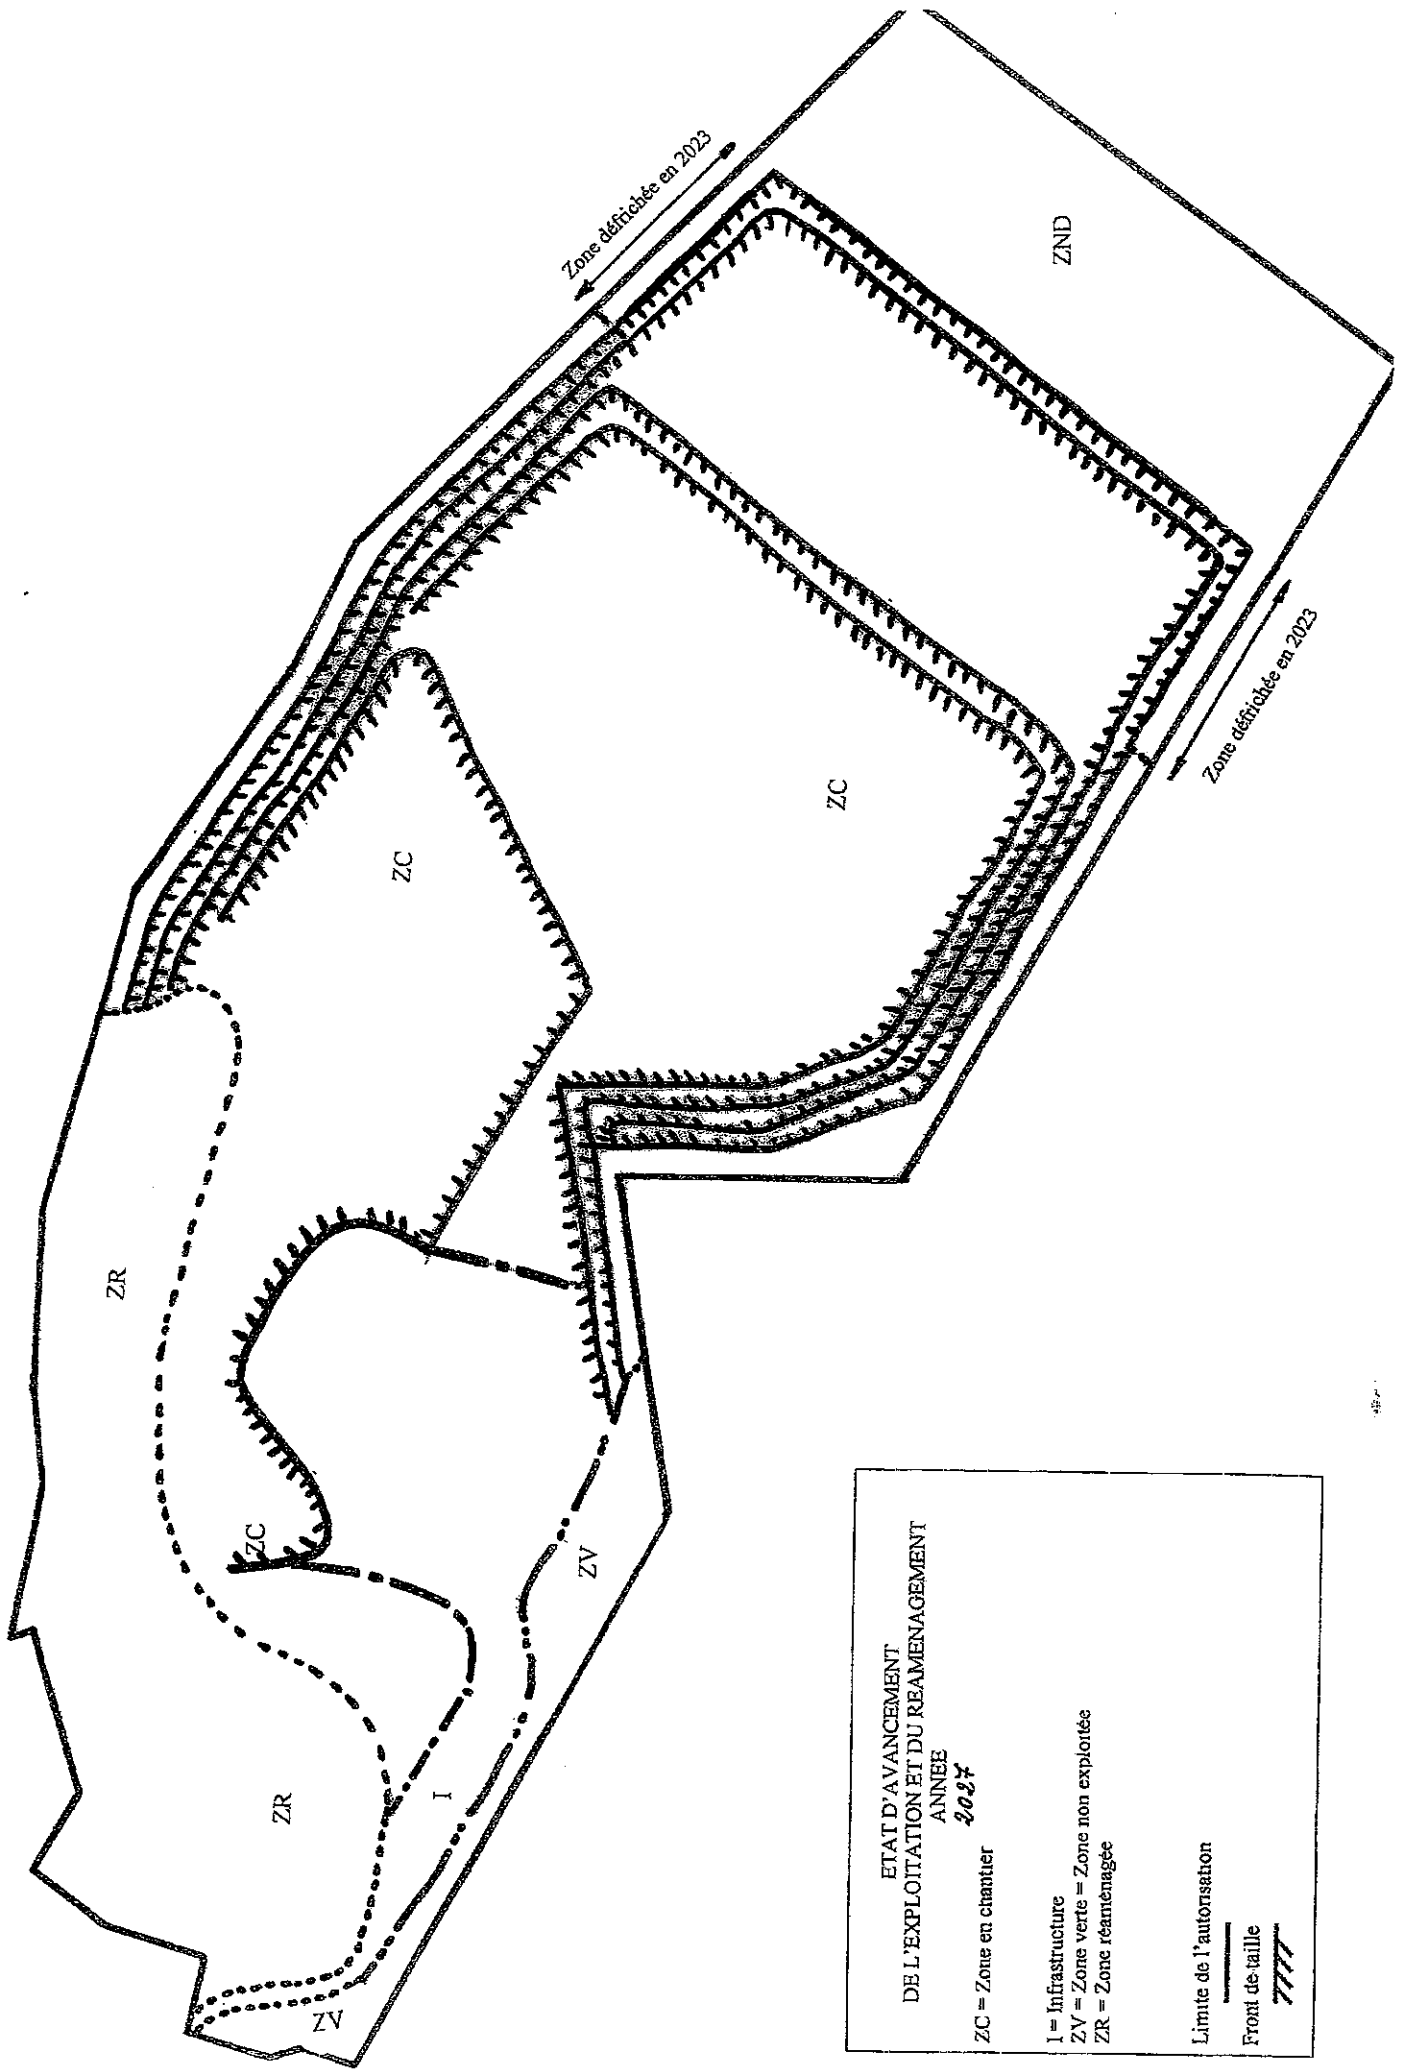 Zone défrichée en 2023
ZND
ZC
ZC
Zone défrichée en 2023
ZR
ZC
ZV
ZR
I
ZV
ETAT D'AVANCEMENT
DE L'EXPLOITATION ET DU REAMENAGEMENT
ANNEE
2027
ZC = Zone en chantier
I = Infrastructure
ZV = Zone verte = Zone non exploitée
ZR = Zone réaménagée
Limite de l'autorisation
Front de taille